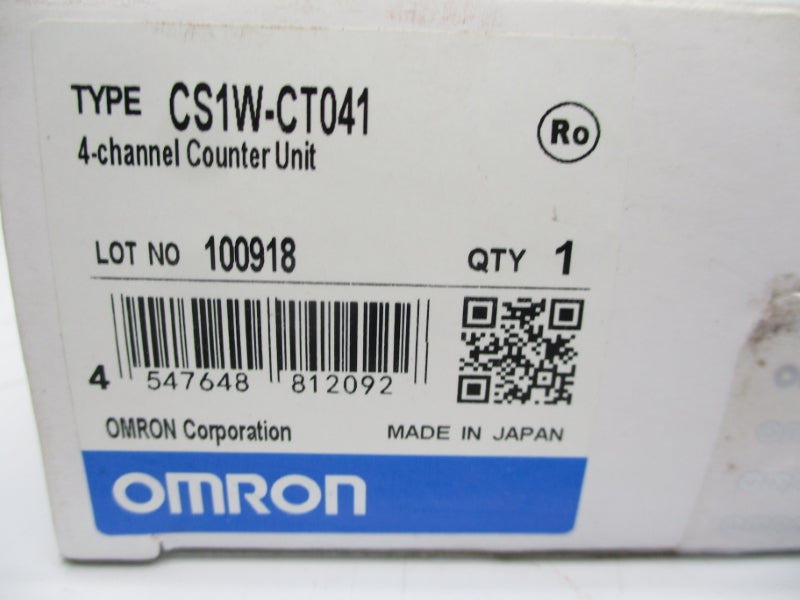 TYPE CS1W-CT041
4-channel Counter Unit
Ro
LOT NO 100918 QTY 1
4 547648 812092
OMRON Corporation MADE IN JAPAN
OMRON